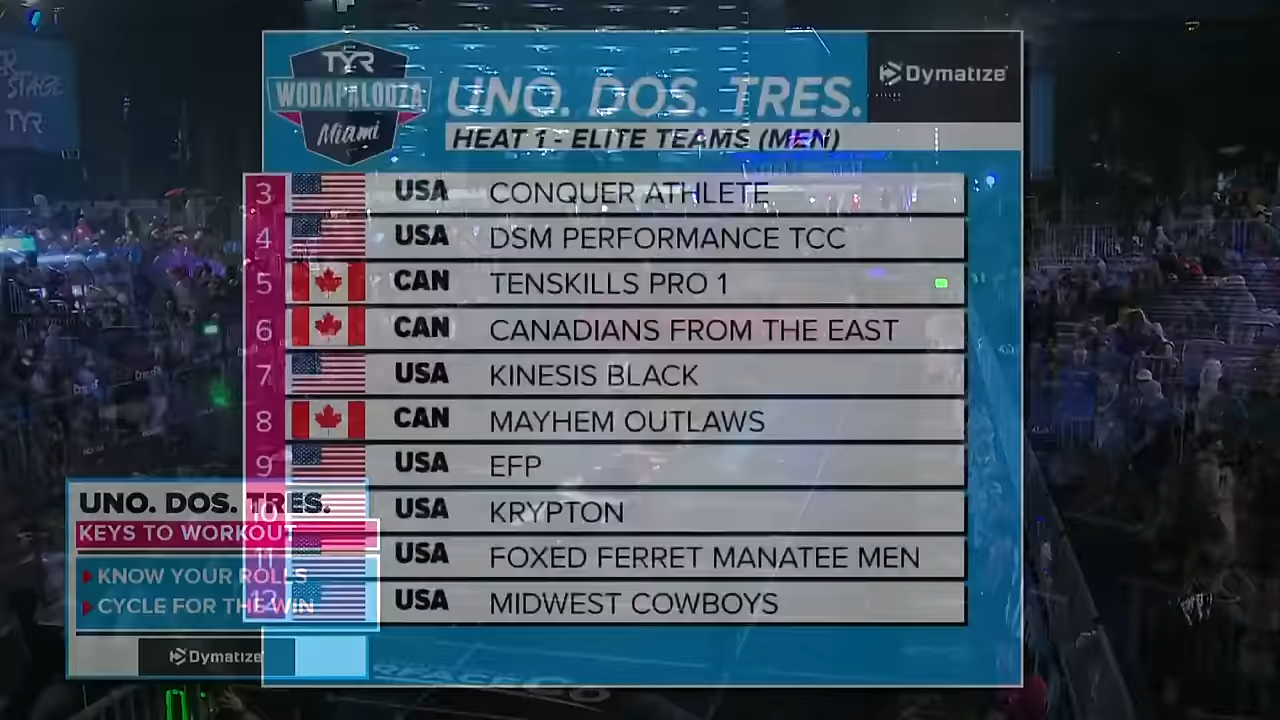 ER
STAGE
TYR
TYR
WODAPALOOZA
Miami
UNO. DOS. TRES.
Dymatize
HEAT 1 - ELITE TEAMS (MEN)
3 USA CONQUER ATHLETE
4 USA DSM PERFORMANCE TCC
5 CAN TENSKILLS PRO 1
6 CAN CANADIANS FROM THE EAST
7 USA KINESIS BLACK
8 CAN MAYHEM OUTLAWS
9 USA EFP
10 USA KRYPTON
11 USA FOXED FERRET MANATEE MEN
12 USA MIDWEST COWBOYS
UNO. DOS. TRES.
KEYS TO WORKOUT
KNOW YOUR ROLLS
CYCLE FOR THE WIN
Dymatize